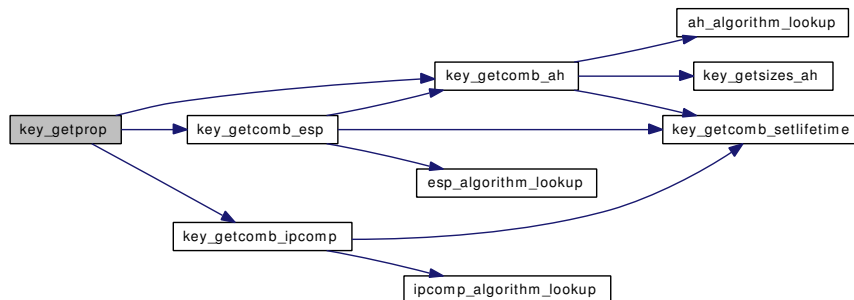 ah_algorithm_lookup
key_getcomb_ah
key_getsizes_ah
key_getprop
key_getcomb_esp
key_getcomb_setlifetime
esp_algorithm_lookup
key_getcomb_ipcomp
ipcomp_algorithm_lookup